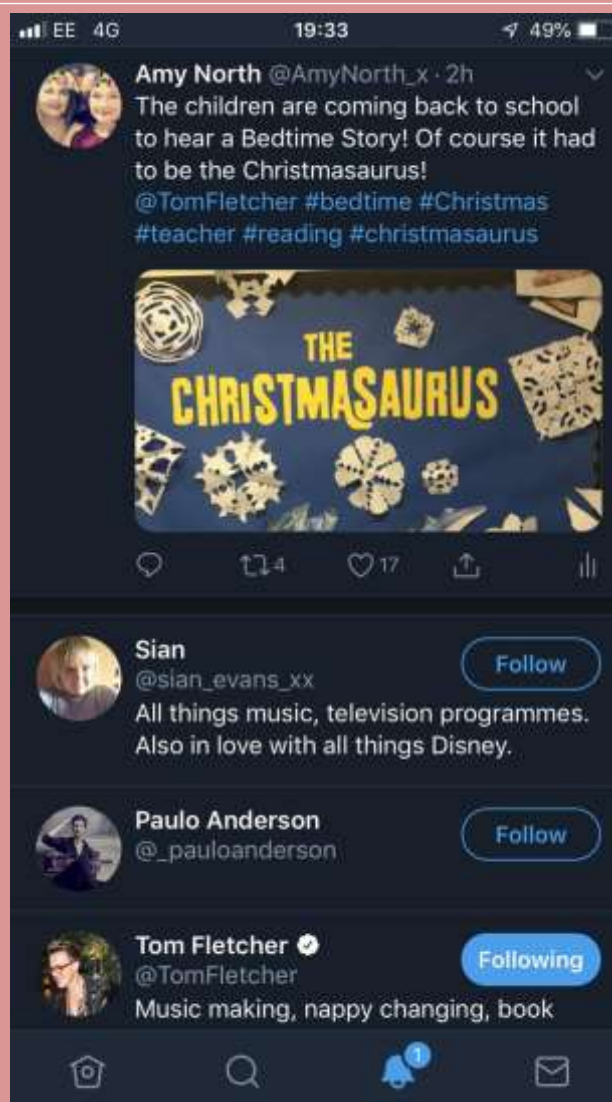 EE 4G 19:33 49%
Amy North @AmyNorth_x · 2h
The children are coming back to school
to hear a Bedtime Story! Of course it had
to be the Christmasaurus!
@TomFletcher #bedtime #Christmas
#teacher #reading #christmasaurus
THE
CHRISTMASAURUS
4 17
Sian
@sian_evans_xx
Follow
All things music, television programmes.
Also in love with all things Disney.
Paulo Anderson
@_pauloanderson
Follow
Tom Fletcher
@TomFletcher
Following
Music making, nappy changing, book
1